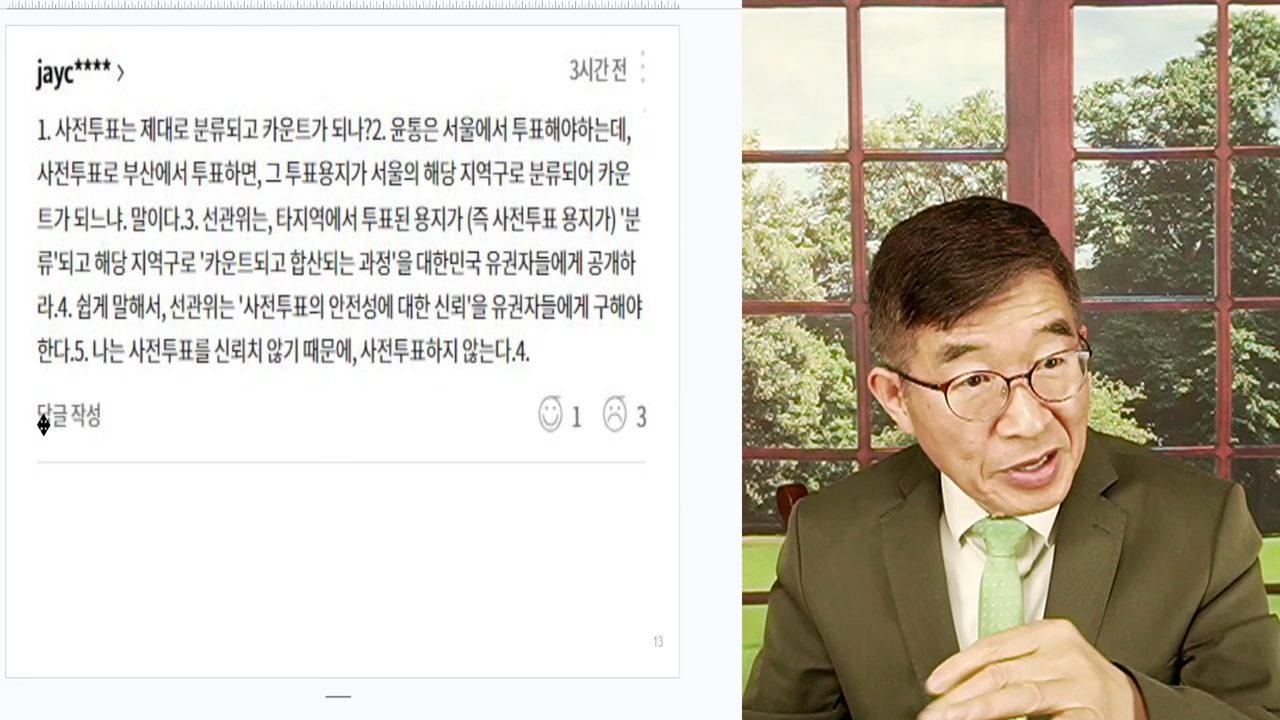 jayc**** 〉
3시간 전
1. 사전투표는 제대로 분류되고 카운트가 되나?2. 윤통은 서울에서 투표해야하는데,
사전투표로 부산에서 투표하면, 그 투표용지가 서울의 해당 지역구로 분류되어 카운
트가 되느냐. 말이다.3. 선관위는, 타지역에서 투표된 용지가 (즉 사전투표 용지가) '분
류'되고 해당 지역구로 '카운트되고 합산되는 과정'을 대한민국 유권자들에게 공개하
라.4. 쉽게 말해서, 선관위는 '사전투표의 안전성에 대한 신뢰'을 유권자들에게 구해야
한다.5. 나는 사전투표를 신뢰치 않기 때문에, 사전투표하지 않는다.4.
답글 작성
1
3
13